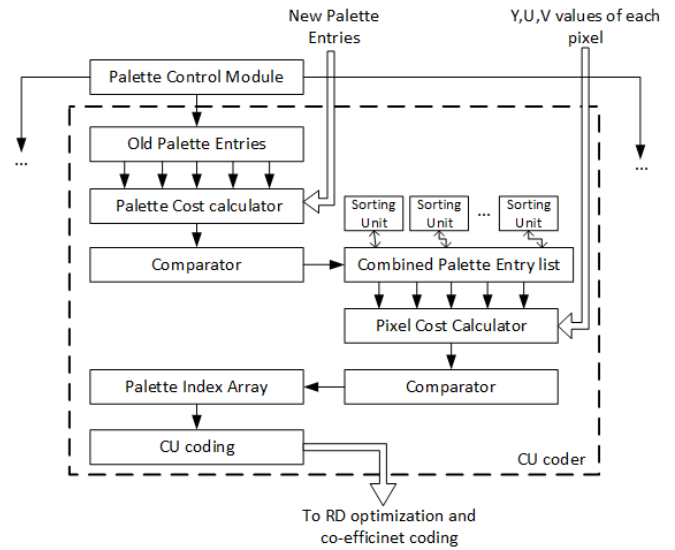 New Palette
Entries
Y,U,V values of each
pixel
Palette Control Module
...
...
Old Palette Entries
Palette Cost calculator
Sorting
Unit
Sorting
Unit
...
Sorting
Unit
Comparator
Combined Palette Entry list
Pixel Cost Calculator
Palette Index Array
Comparator
CU coding
CU coder
To RD optimization and
co-efficinet coding